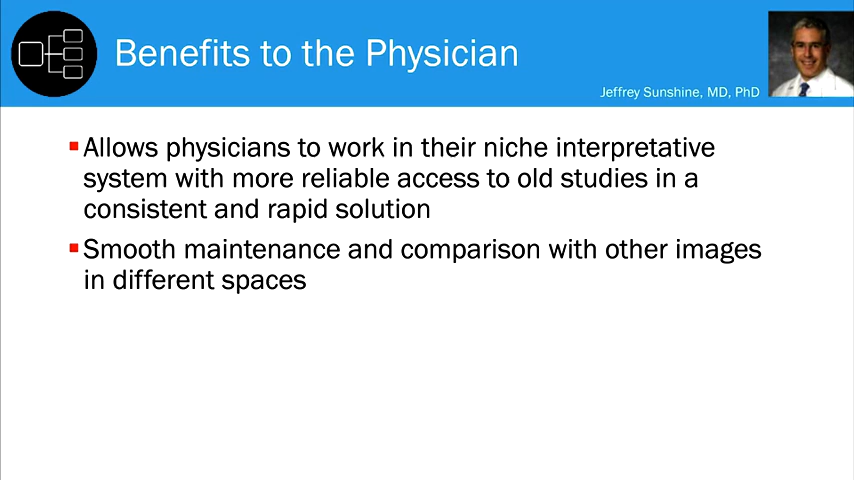 Benefits to the Physician
Jeffrey Sunshine, MD, PhD
Allows physicians to work in their niche interpretative
system with more reliable access to old studies in a
consistent and rapid solution
Smooth maintenance and comparison with other images
in different spaces